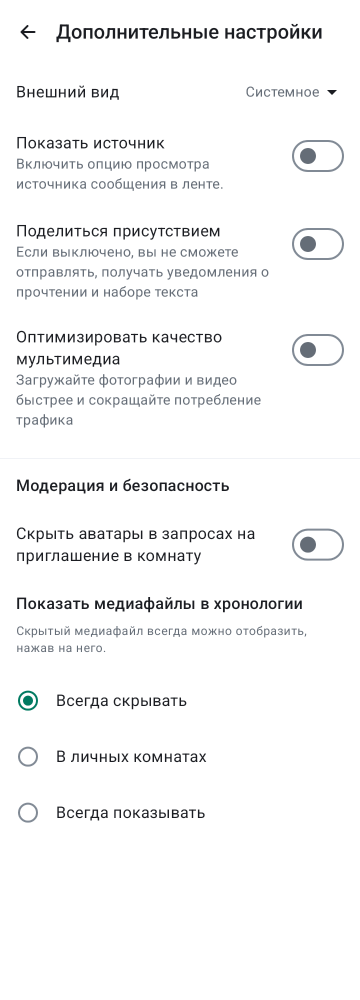 Дополнительные настройки
Внешний вид
Системное
Показать источник
Включить опцию просмотра
источника сообщения в ленте.
Поделиться присутствием
Если выключено, вы не сможете
отправлять, получать уведомления о
прочтении и наборе текста
Оптимизировать качество
мультимедиа
Загружайте фотографии и видео
быстрее и сокращайте потребление
трафика
Модерация и безопасность
Скрыть аватары в запросах на
приглашение в комнату
Показать медиафайлы в хронологии
Скрытый медиафайл всегда можно отобразить,
нажав на него.
Всегда скрывать
В личных комнатах
Всегда показывать